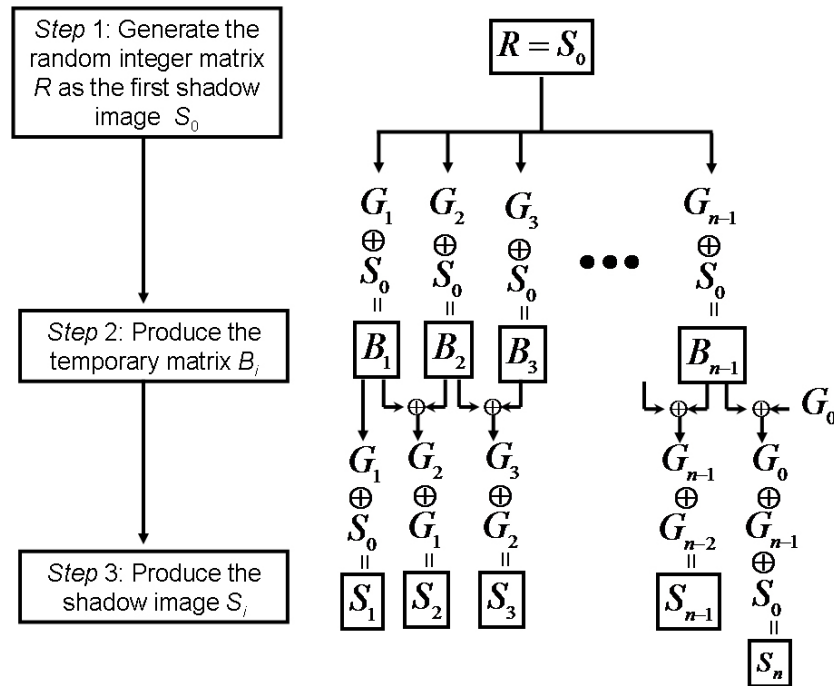 Step 1: Generate the
random integer matrix
R as the first shadow
image S₀
Step 2: Produce the
temporary matrix Bᵢ
Step 3: Produce the
shadow image Sᵢ
R = S₀
G₁ G₂ G₃ Gₙ₋₁
⊕ ⊕ ⊕ ••• ⊕
S₀ S₀ S₀ S₀
= = = =
B₁ B₂ B₃ Bₙ₋₁
⊕ ⊕ ⊕ ⊕ G₀
G₁ G₂ G₃ Gₙ₋₁ G₀
⊕ ⊕ ⊕ ⊕ ⊕
S₀ G₁ G₂ Gₙ₋₂ Gₙ₋₁
= = = = ⊕
S₁ S₂ S₃ Sₙ₋₁ S₀
=
Sₙ